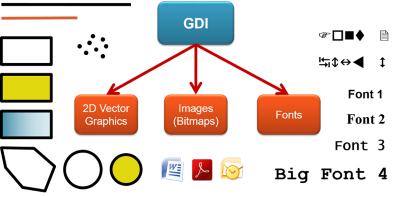 GDI
2D Vector
Graphics
Images
(Bitmaps)
Fonts
Font 1
Font 2
Font 3
Big Font 4